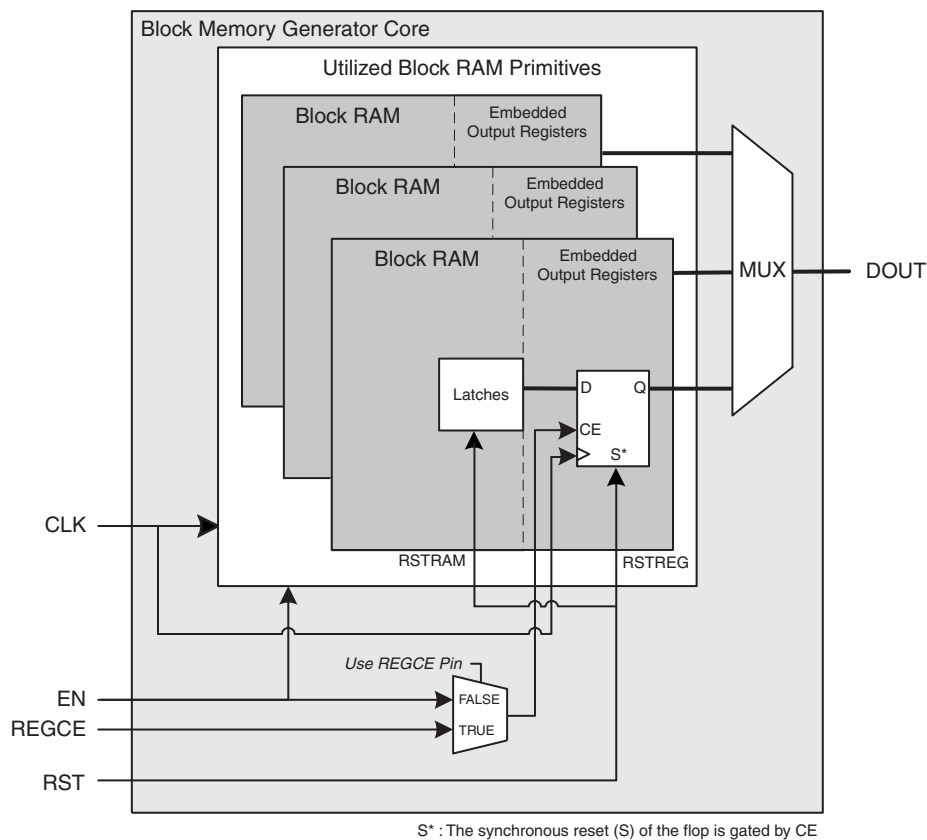 Block Memory Generator Core
Utilized Block RAM Primitives
Block RAM
Embedded
Output Registers
Block RAM
Embedded
Output Registers
Block RAM
Embedded
Output Registers
MUX
DOUT
Latches
D
Q
CE
S*
CLK
RSTRAM
RSTREG
Use REGCE Pin
EN
FALSE
REGCE
TRUE
RST
S* : The synchronous reset (S) of the flop is gated by CE